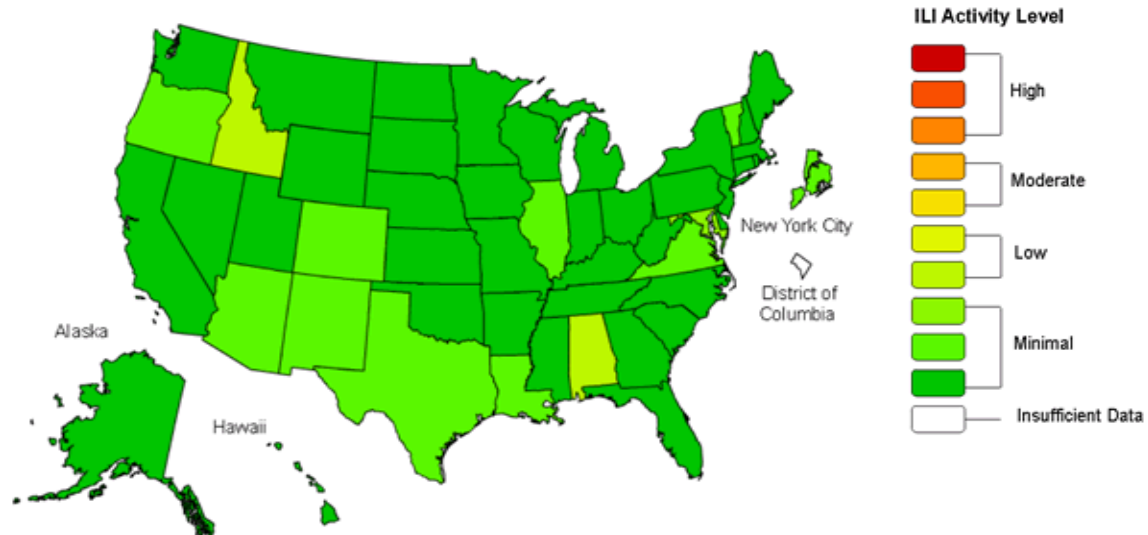 ILI Activity Level
High
Moderate
Low
Minimal
Insufficient Data
New York City
District of
Columbia
Alaska
Hawaii